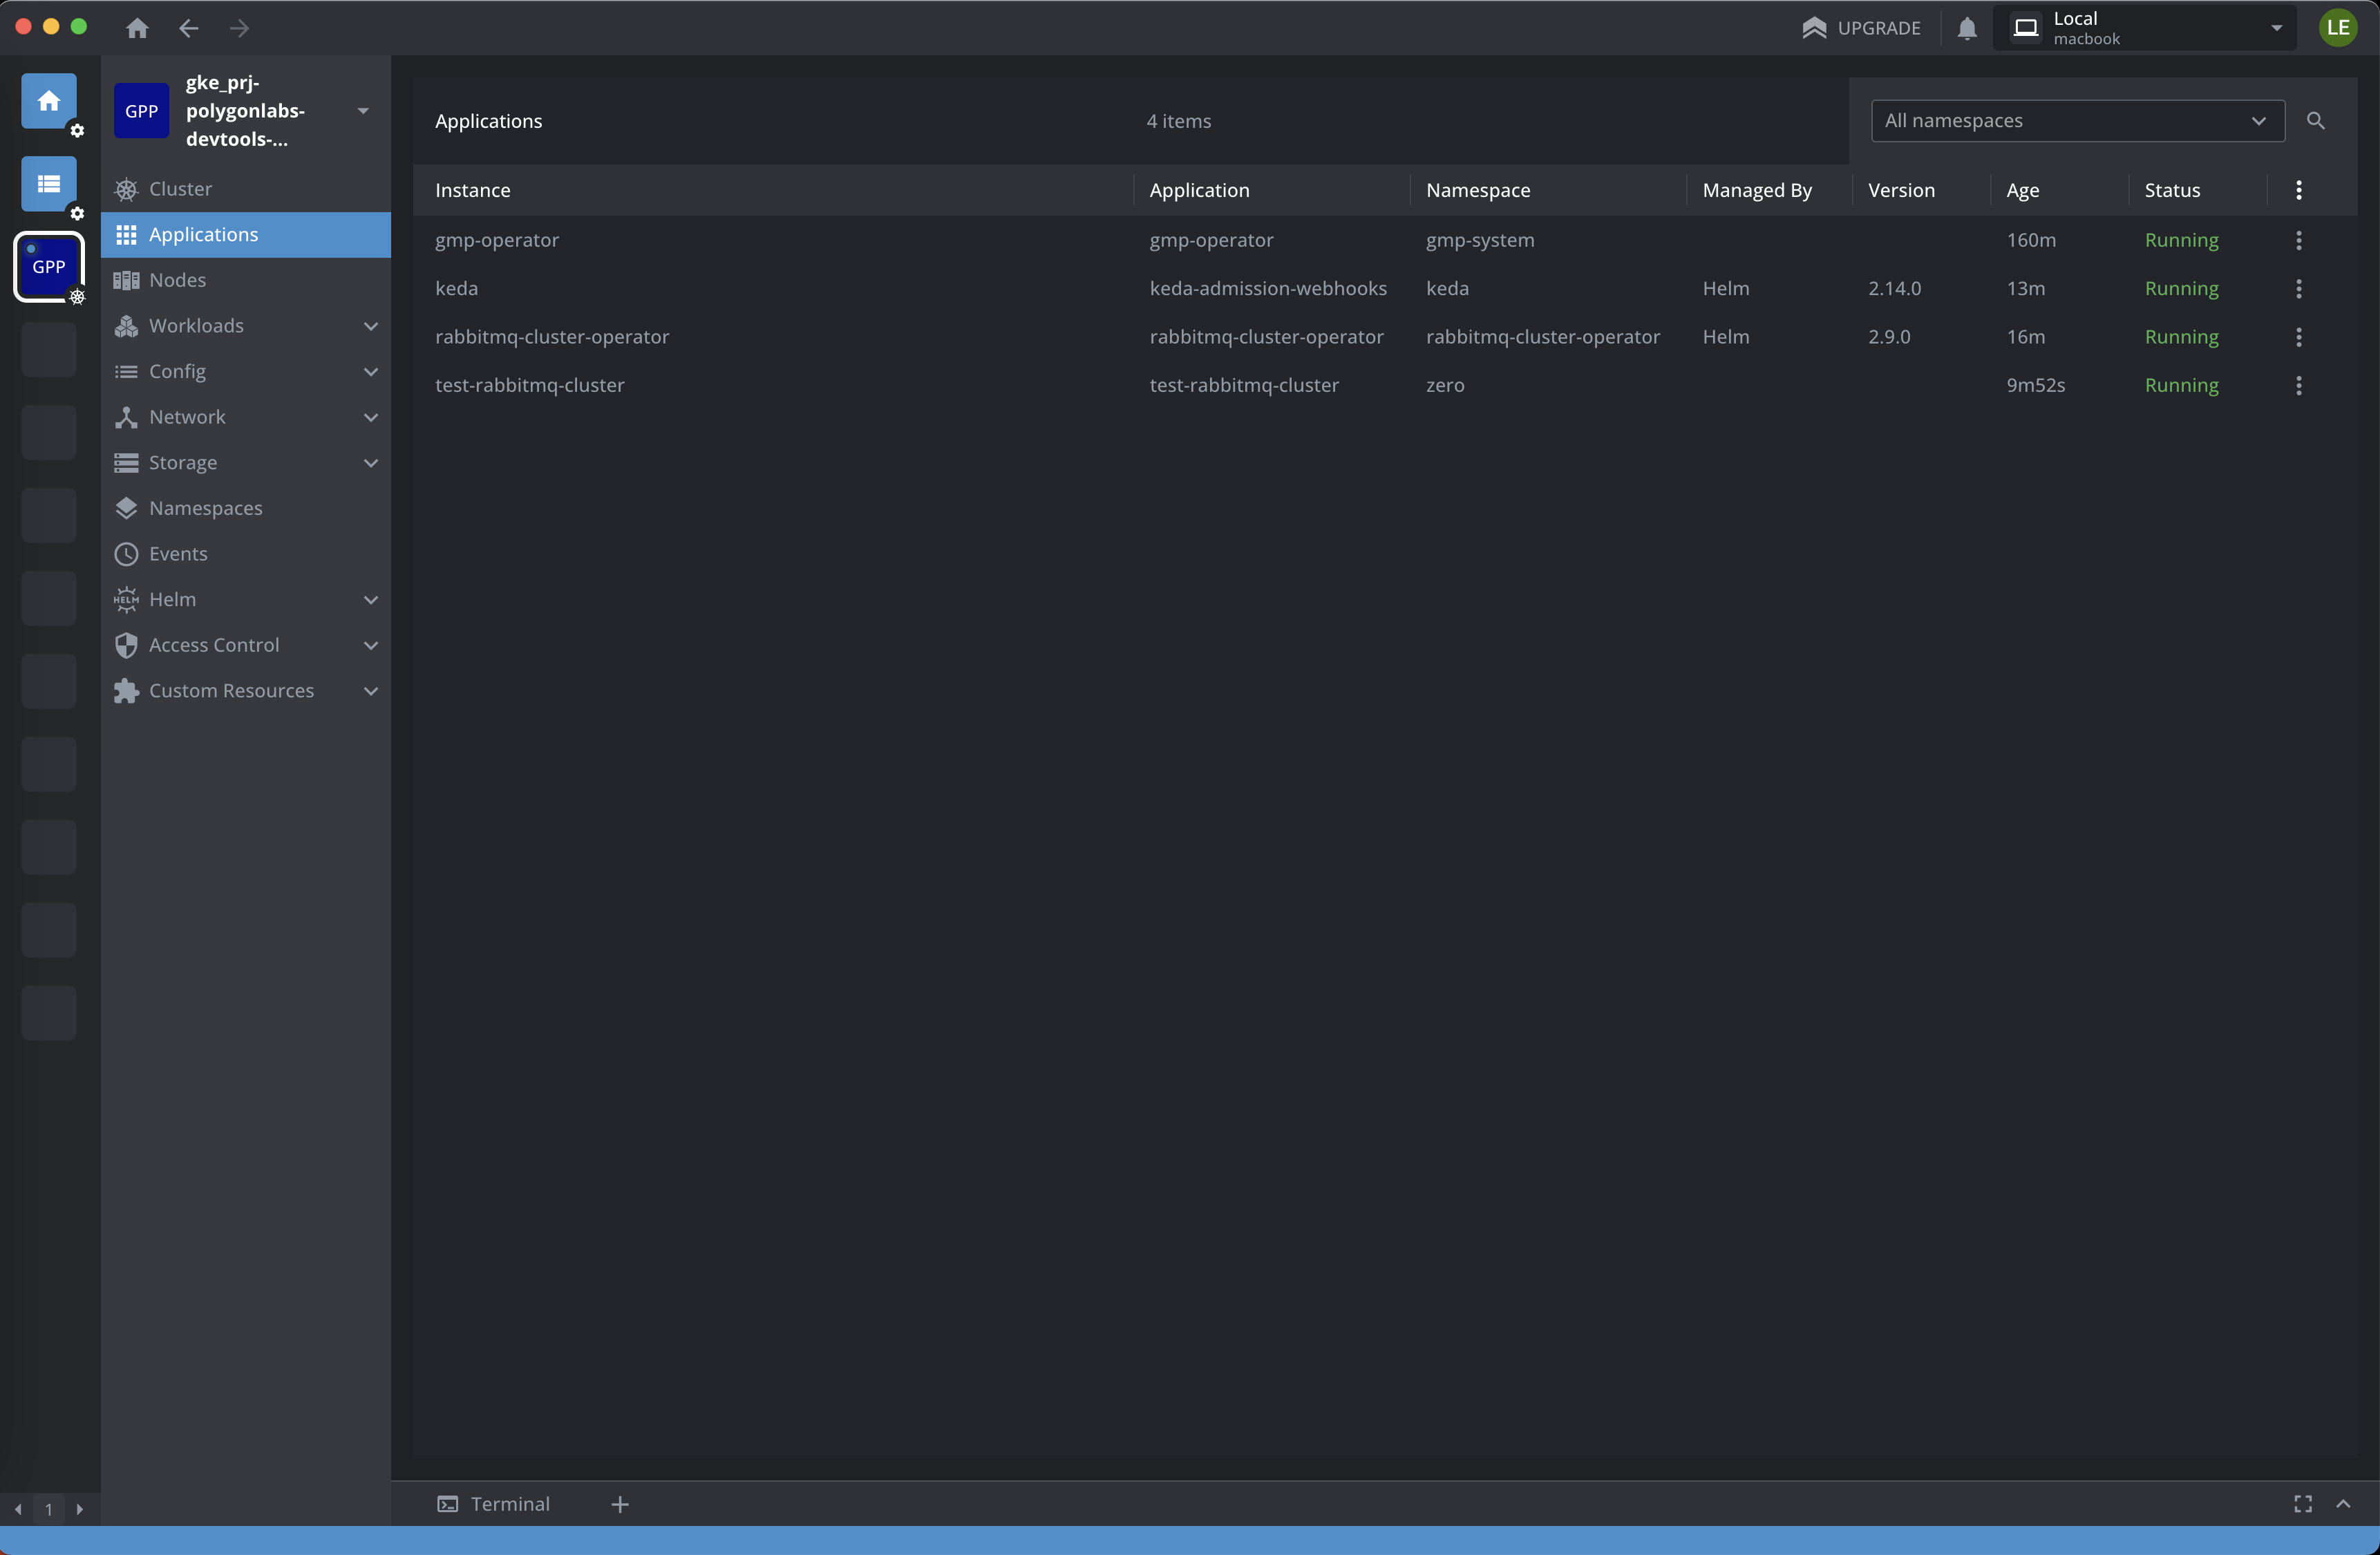 UPGRADE
Local
macbook
LE
GPP
gke_prj-
polygonlabs-
devtools-...
Applications
4 items
All namespaces
Cluster
Applications
Nodes
Workloads
Config
Network
Storage
Namespaces
Events
HELM
Helm
Access Control
Custom Resources
GPP
Instance Application Namespace Managed By Version Age Status
gmp-operator gmp-operator gmp-system 160m Running
keda keda-admission-webhooks keda Helm 2.14.0 13m Running
rabbitmq-cluster-operator rabbitmq-cluster-operator rabbitmq-cluster-operator Helm 2.9.0 16m Running
test-rabbitmq-cluster test-rabbitmq-cluster zero 9m52s Running
1
Terminal